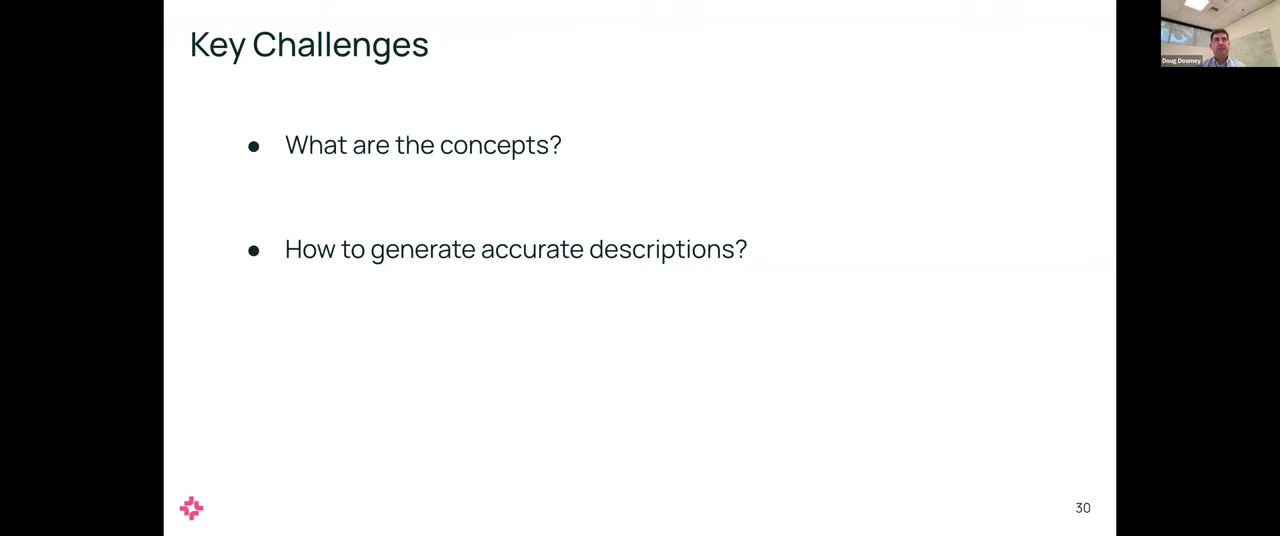 Key Challenges
● What are the concepts?
● How to generate accurate descriptions?
30
Doug Downey